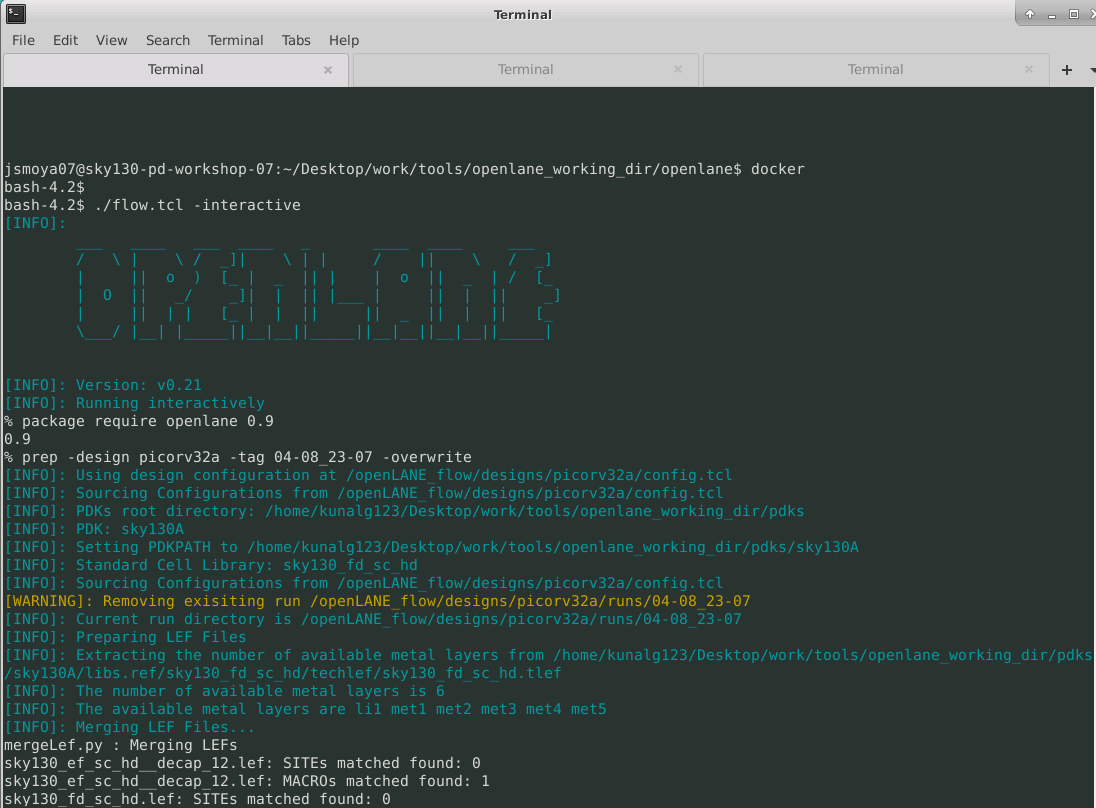 Terminal
File Edit View Search Terminal Tabs Help
Terminal Terminal Terminal
jsmoya07@sky130-pd-workshop-07:~/Desktop/work/tools/openlane_working_dir/openlane$ docker
bash-4.2$
bash-4.2$ ./flow.tcl -interactive
[INFO]:
OPENLANE
[INFO]: Version: v0.21
[INFO]: Running interactively
% package require openlane 0.9
0.9
% prep -design picorv32a -tag 04-08_23-07 -overwrite
[INFO]: Using design configuration at /openLANE_flow/designs/picorv32a/config.tcl
[INFO]: Sourcing Configurations from /openLANE_flow/designs/picorv32a/config.tcl
[INFO]: PDKs root directory: /home/kunalg123/Desktop/work/tools/openlane_working_dir/pdks
[INFO]: PDK: sky130A
[INFO]: Setting PDKPATH to /home/kunalg123/Desktop/work/tools/openlane_working_dir/pdks/sky130A
[INFO]: Standard Cell Library: sky130_fd_sc_hd
[INFO]: Sourcing Configurations from /openLANE_flow/designs/picorv32a/config.tcl
[WARNING]: Removing exisiting run /openLANE_flow/designs/picorv32a/runs/04-08_23-07
[INFO]: Current run directory is /openLANE_flow/designs/picorv32a/runs/04-08_23-07
[INFO]: Preparing LEF Files
[INFO]: Extracting the number of available metal layers from /home/kunalg123/Desktop/work/tools/openlane_working_dir/pdks
/sky130A/libs.ref/sky130_fd_sc_hd/techlef/sky130_fd_sc_hd.tlef
[INFO]: The number of available metal layers is 6
[INFO]: The available metal layers are li1 met1 met2 met3 met4 met5
[INFO]: Merging LEF Files...
mergeLef.py : Merging LEFs
sky130_ef_sc_hd__decap_12.lef: SITEs matched found: 0
sky130_ef_sc_hd__decap_12.lef: MACROs matched found: 1
sky130_fd_sc_hd.lef: SITEs matched found: 0